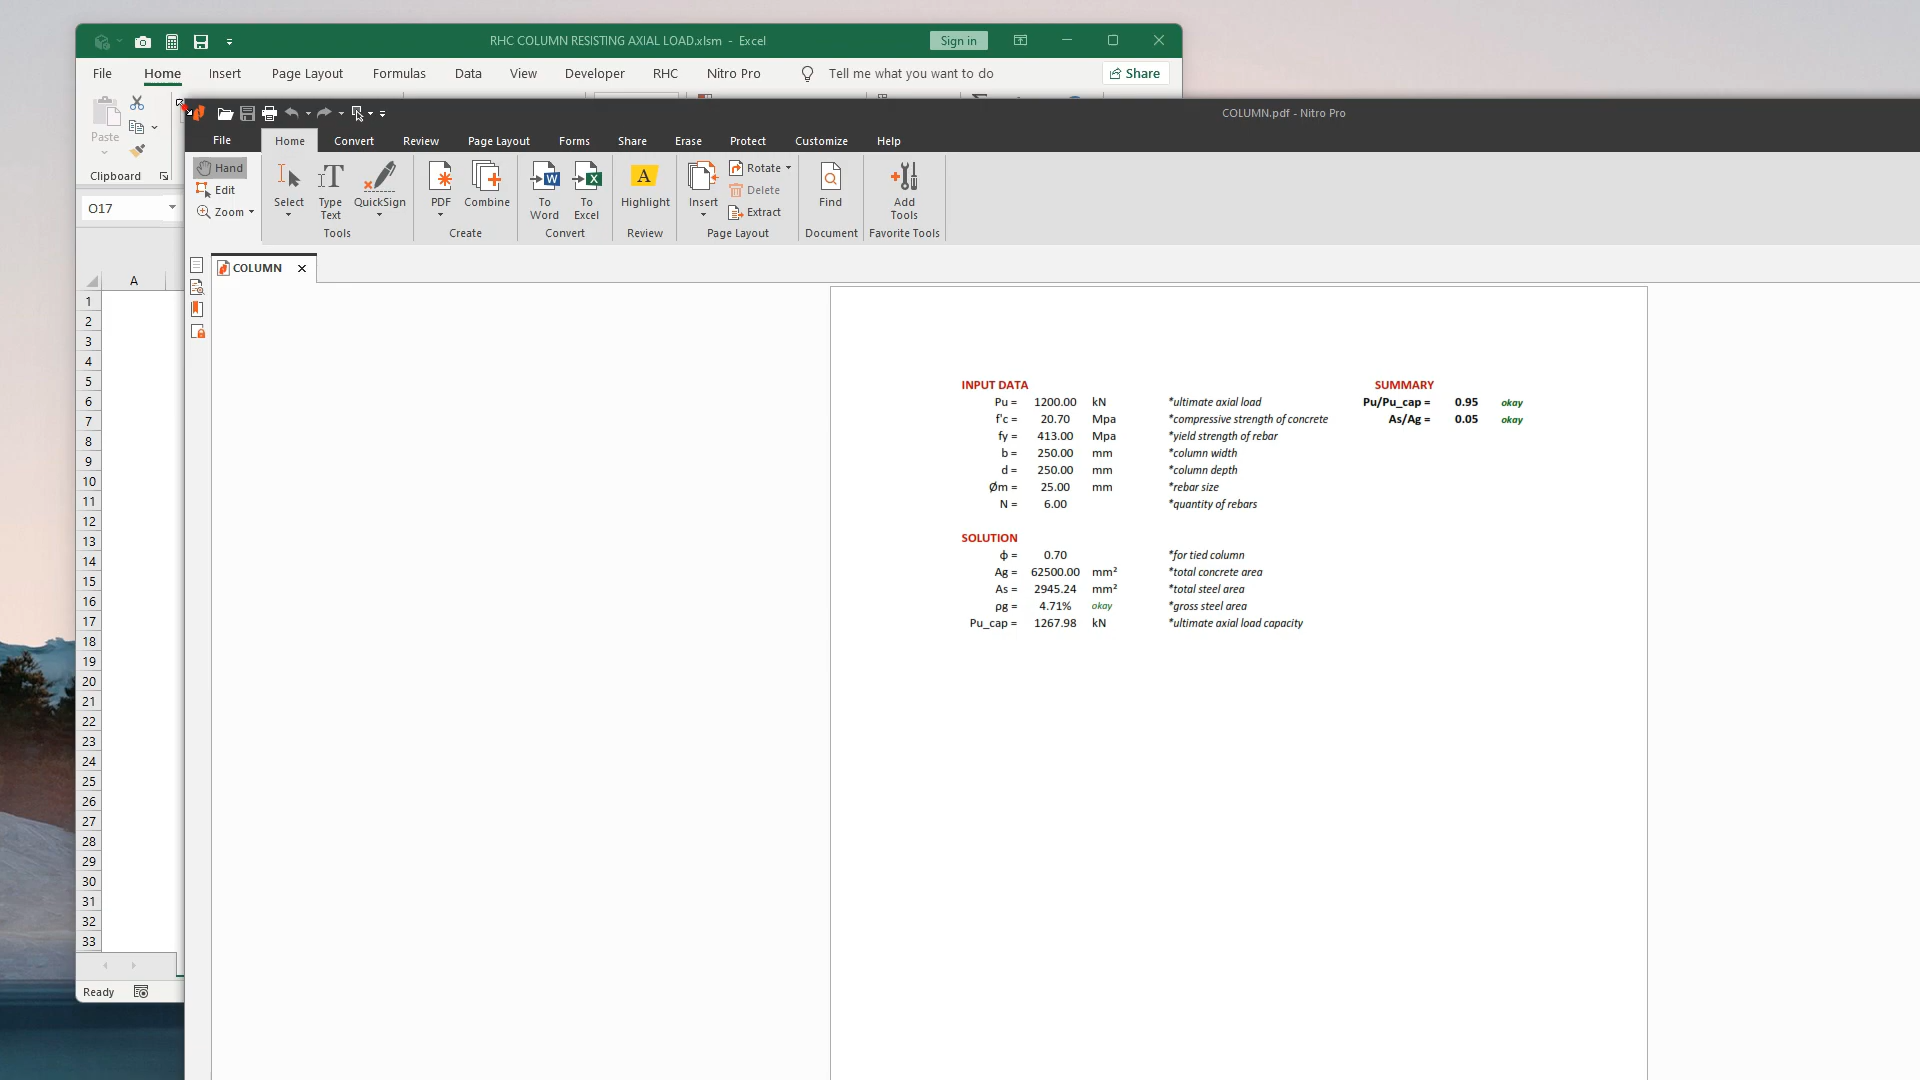 RHC COLUMN RESISTING AXIAL LOAD.xlsm - Excel
Sign in
File Home Insert Page Layout Formulas Data View Developer RHC Nitro Pro Tell me what you want to do Share
Paste
Clipboard
O17
A
1
2
3
4
5
6
7
8
9
10
11
12
13
14
15
16
17
18
19
20
21
22
23
24
25
26
27
28
29
30
31
32
33
Ready
COLUMN.pdf - Nitro Pro
File Home Convert Review Page Layout Forms Share Erase Protect Customize Help
Hand
Edit
Zoom
Select
Type Text
QuickSign
Tools
PDF
Combine
Create
To Word
To Excel
Convert
Highlight
Review
Insert
Rotate
Delete
Extract
Page Layout
Find
Document
Add Tools
Favorite Tools
COLUMN
INPUT DATA SUMMARY
Pu = 1200.00 kN *ultimate axial load Pu/Pu_cap = 0.95 okay
f'c = 20.70 Mpa *compressive strength of concrete As/Ag = 0.05 okay
fy = 413.00 Mpa *yield strength of rebar
b = 250.00 mm *column width
d = 250.00 mm *column depth
Øm = 25.00 mm *rebar size
N = 6.00 *quantity of rebars
SOLUTION
ф = 0.70 *for tied column
Ag = 62500.00 mm² *total concrete area
As = 2945.24 mm² *total steel area
ρg = 4.71% okay *gross steel area
Pu_cap = 1267.98 kN *ultimate axial load capacity